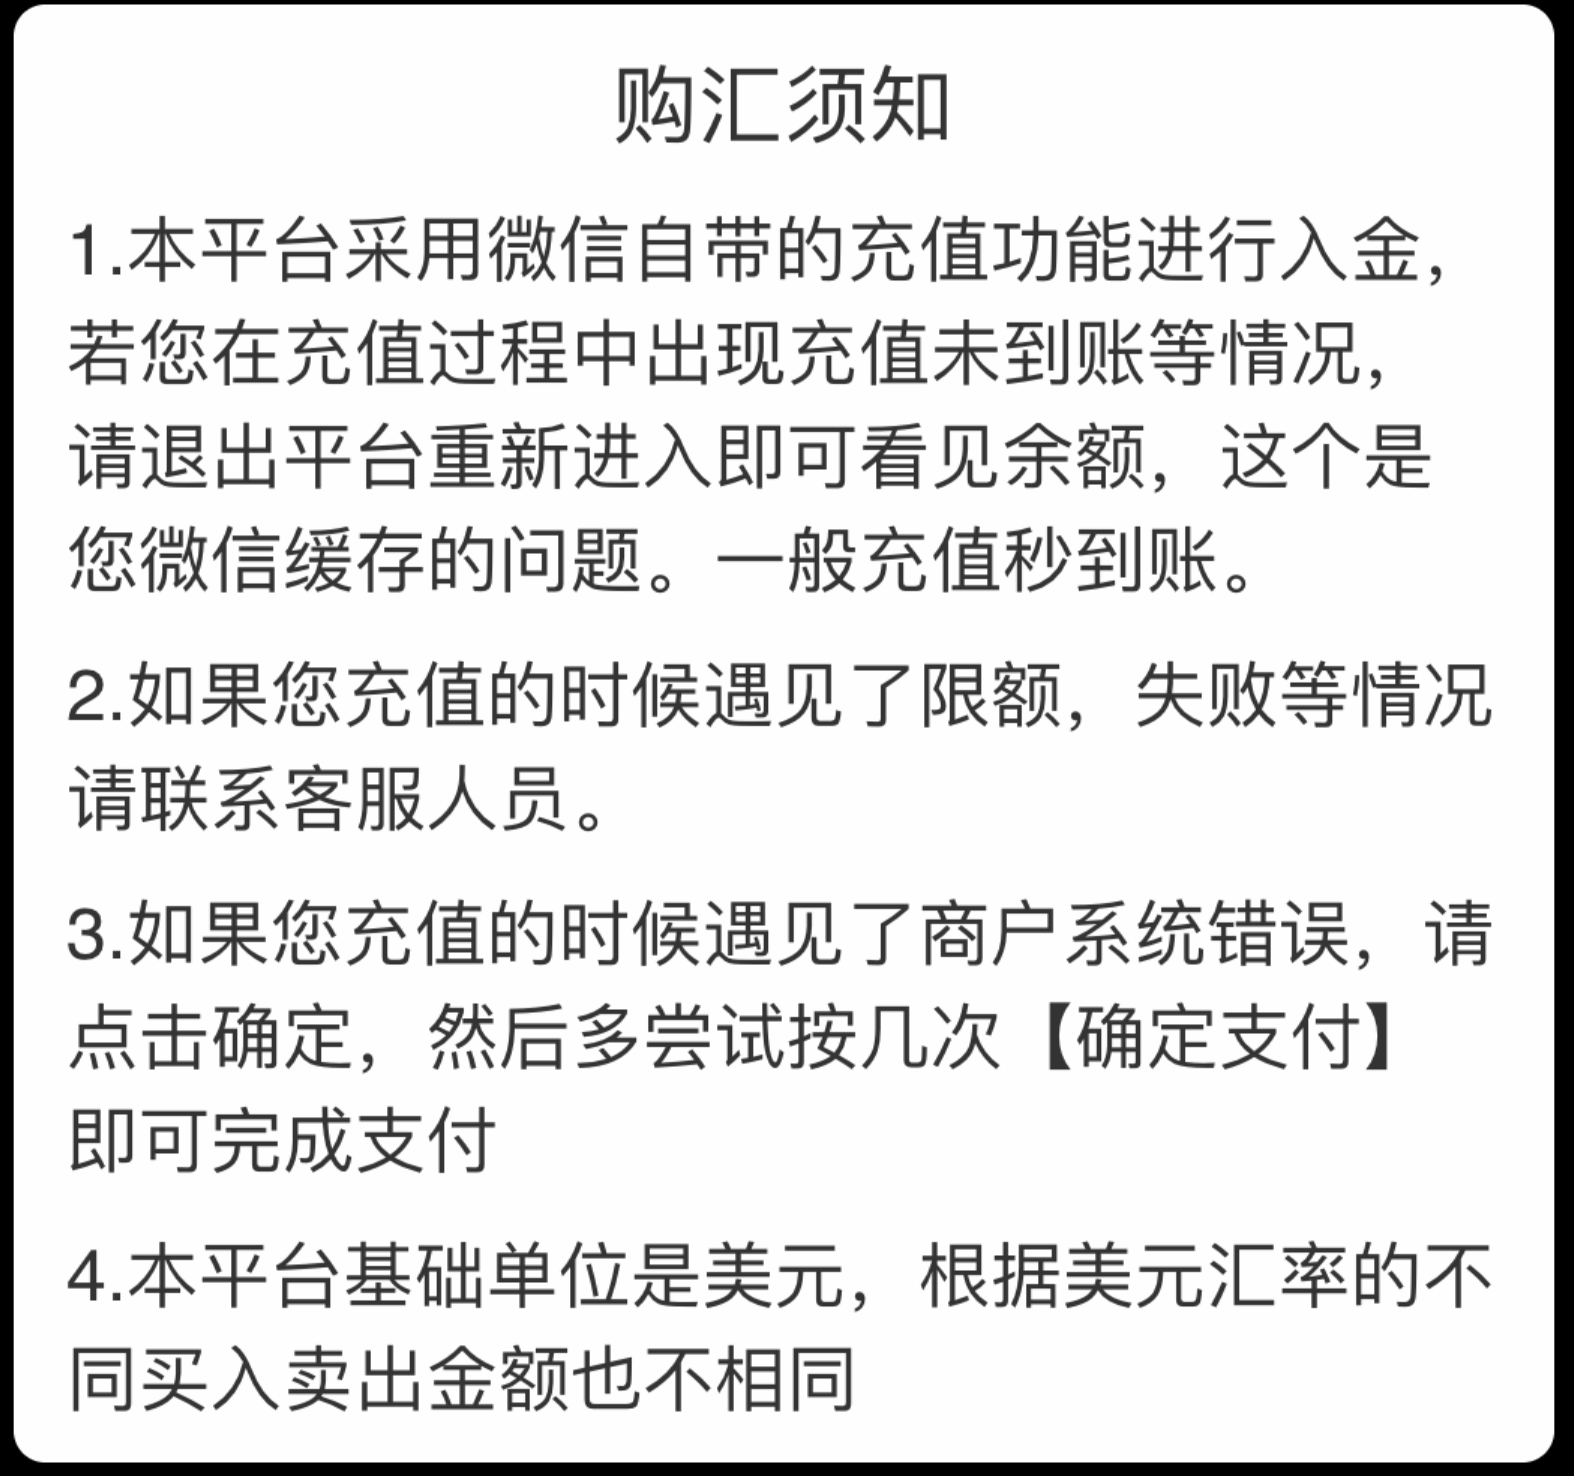 购汇须知
1.本平台采用微信自带的充值功能进行入金，
若您在充值过程中出现充值未到账等情况，
请退出平台重新进入即可看见余额，这个是
您微信缓存的问题。一般充值秒到账。
2.如果您充值的时候遇见了限额，失败等情况
请联系客服人员。
3.如果您充值的时候遇见了商户系统错误，请
点击确定，然后多尝试按几次【确定支付】
即可完成支付
4.本平台基础单位是美元，根据美元汇率的不
同买入卖出金额也不相同